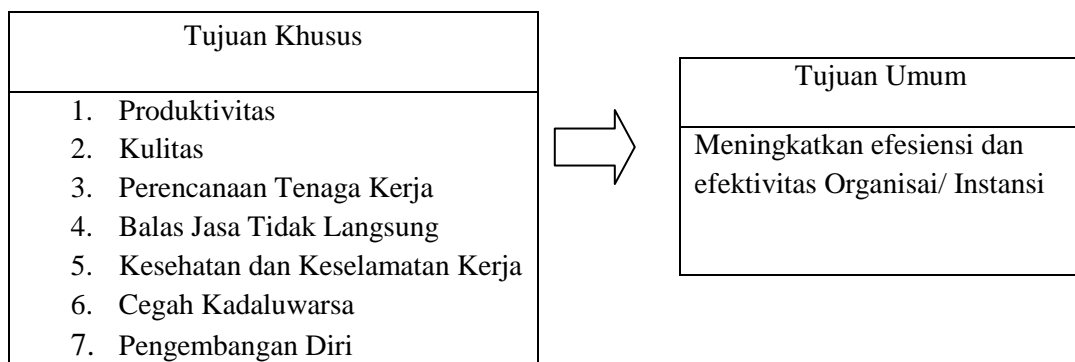 Tujuan Khusus
1. Produktivitas
2. Kulitas
3. Perencanaan Tenaga Kerja
4. Balas Jasa Tidak Langsung
5. Kesehatan dan Keselamatan Kerja
6. Cegah Kadaluwarsa
7. Pengembangan Diri
Tujuan Umum
Meningkatkan efesiensi dan
efektivitas Organisai/ Instansi